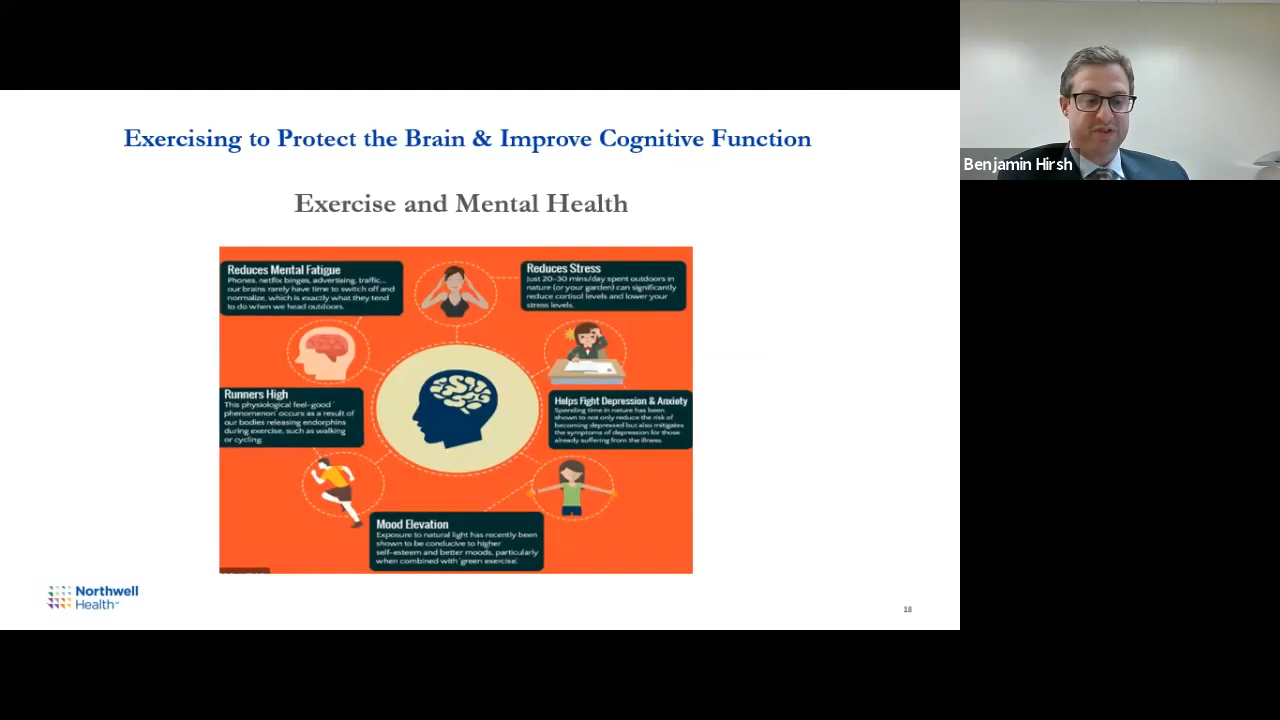 Exercising to Protect the Brain & Improve Cognitive Function
Benjamin Hirsh
Exercise and Mental Health
Reduces Mental Fatigue
Phones, netflix binges, advertising, traffic...
our brains rarely have time to switch off and
normalize, which is exactly what they tend
to do when we head outdoors.
Reduces Stress
Just 20-30 mins/day spent outdoors in
nature (or your garden) can significantly
reduce cortisol levels and lower your
stress levels.
Runners High
This physiological feel-good
phenomenon' occurs as a result of
our bodies releasing endorphins
during exercise, such as walking
or cycling.
Helps Fight Depression & Anxiety
Spending time in nature has been
shown to not only reduce the risk of
becoming depressed but also mitigates
the symptoms of depression for those
already suffering from the illness.
Mood Elevation
Exposure to natural light has recently been
shown to be conducive to higher
self-esteem and better moods, particularly
when combined with 'green exercise'.
Northwell
Health™
18